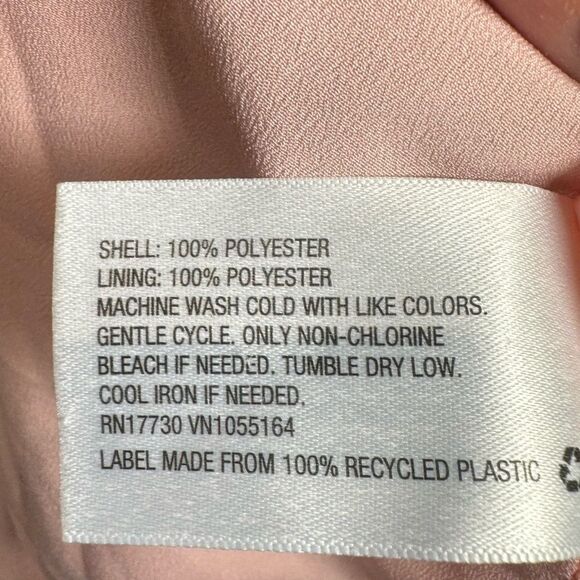 SHELL: 100% POLYESTER
LINING: 100% POLYESTER
MACHINE WASH COLD WITH LIKE COLORS.
GENTLE CYCLE. ONLY NON-CHLORINE
BLEACH IF NEEDED. TUMBLE DRY LOW.
COOL IRON IF NEEDED.
RN17730 VN1055164
LABEL MADE FROM 100% RECYCLED PLASTIC